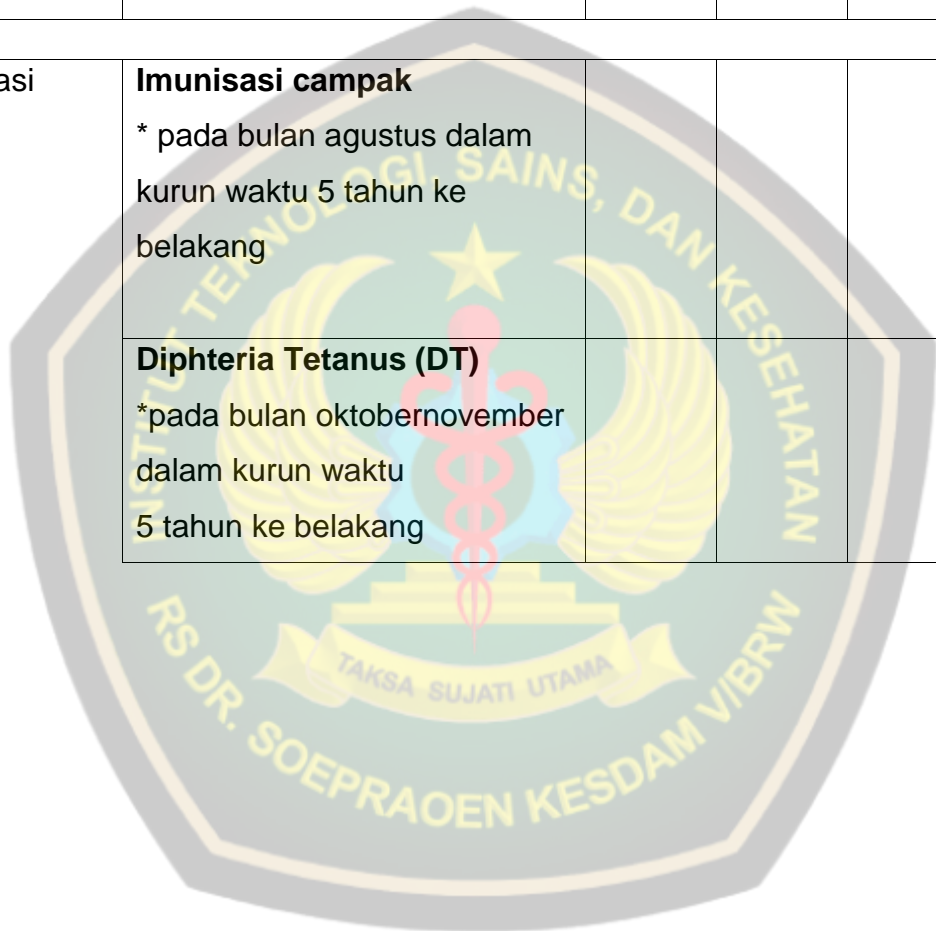 asi
Imunisasi campak
* pada bulan agustus dalam
kurun waktu 5 tahun ke
belakang
Diphteria Tetanus (DT)
*pada bulan oktobernovember
dalam kurun waktu
5 tahun ke belakang
INSTITUT TEKNOLOGI, SAINS, DAN KESEHATAN
TAKSA SUJATI UTAMA
RS DR. SOEPRAOEN KESDAM V/BRW